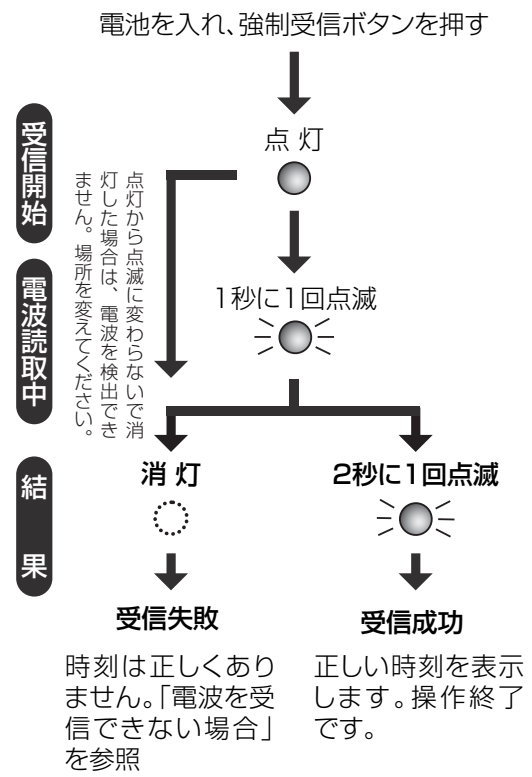 電池を入れ、強制受信ボタンを押す
受信開始
点 灯
点灯から点滅に変わらないで消
灯した場合は、電波を検出でき
ません。場所を変えてください。
電波読取中
1秒に1回点滅
結果
消 灯
2秒に1回点滅
受信失敗
受信成功
時刻は正しくあり
ません。「電波を受
信できない場合」
を参照
正しい時刻を表示
します。操作終了
です。